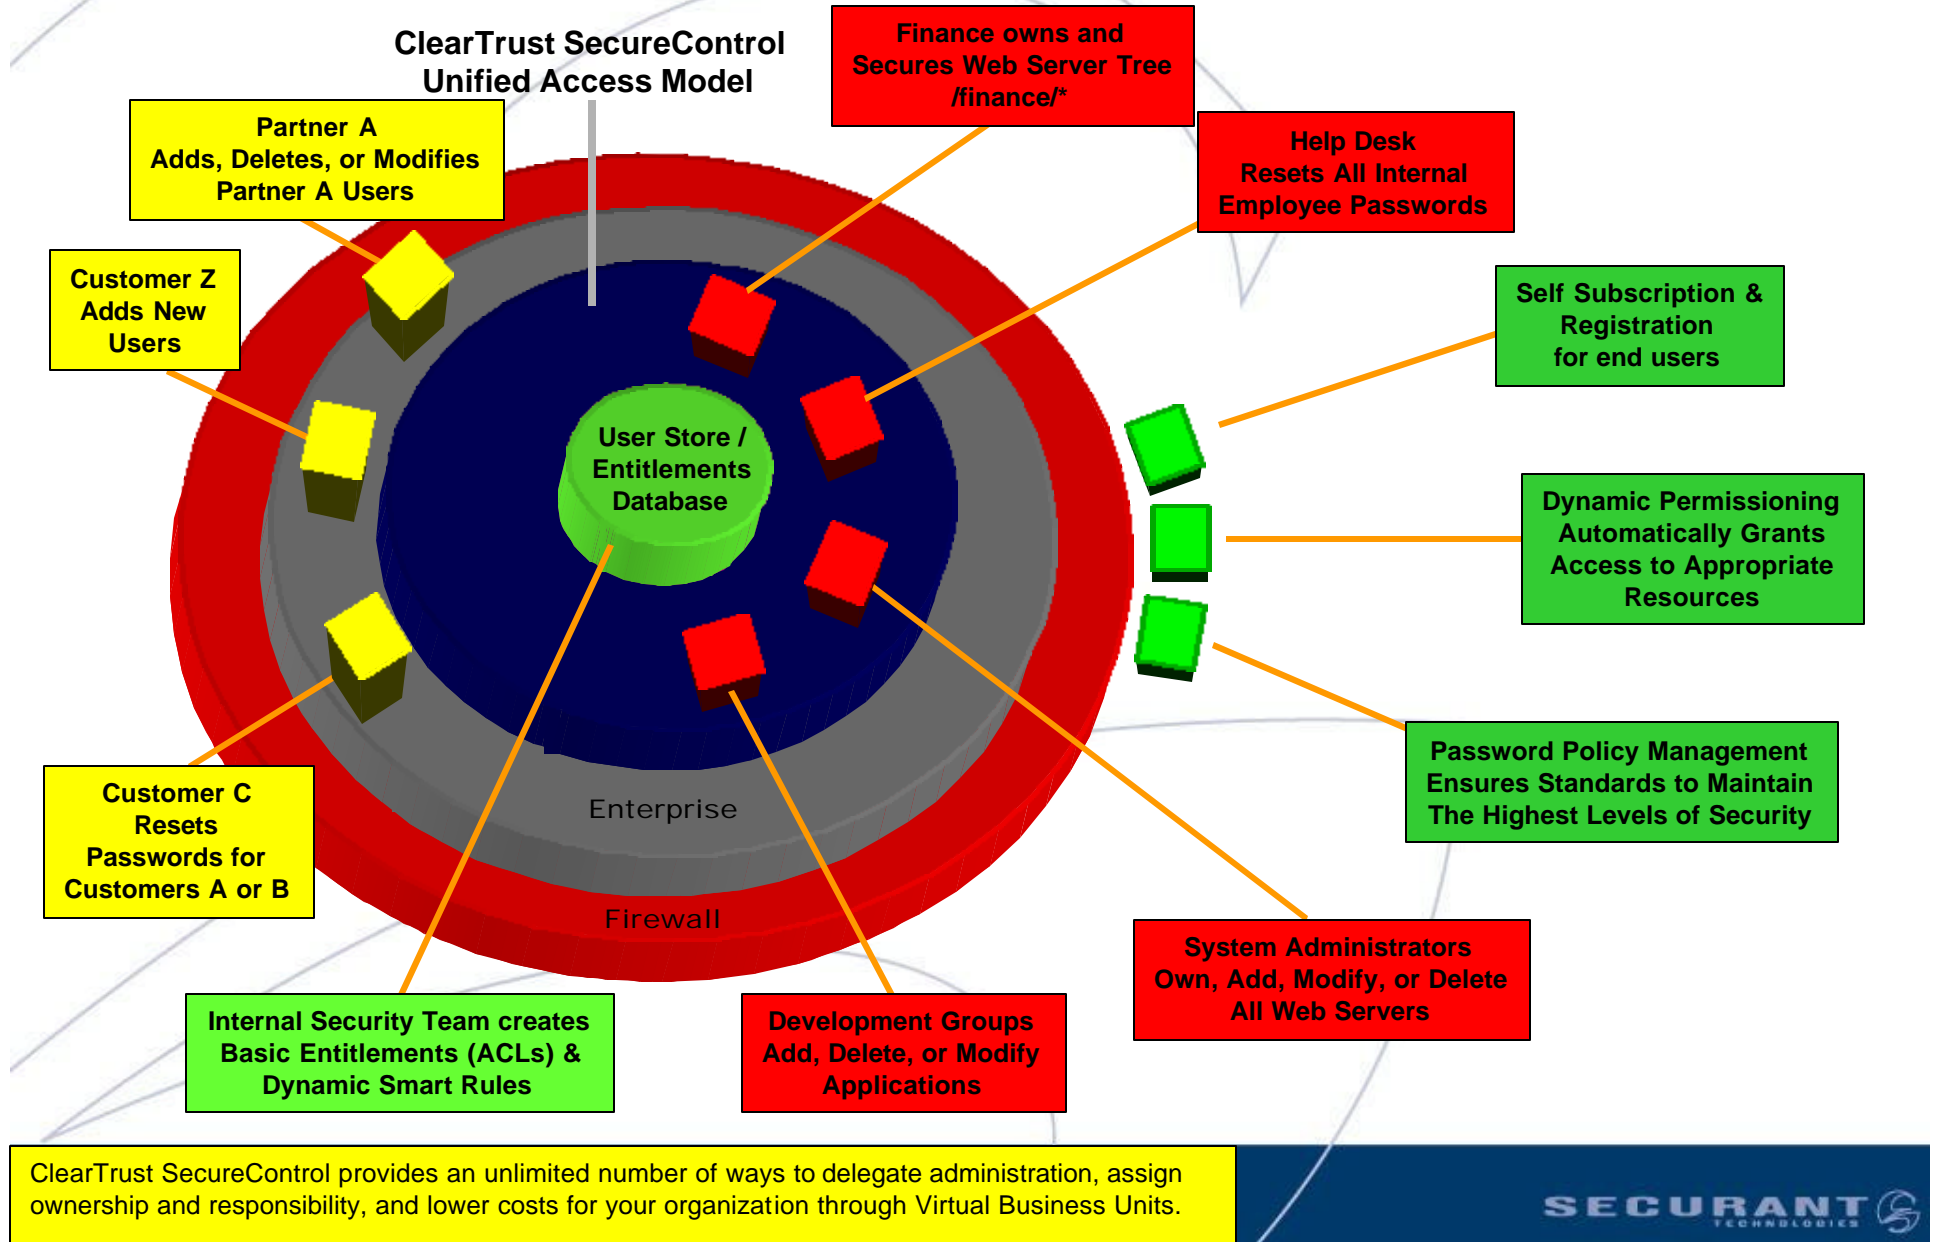 ClearTrust SecureControl
Unified Access Model
Finance owns and
Secures Web Server Tree
/finance/*
Partner A
Adds, Deletes, or Modifies
Partner A Users
Help Desk
Resets All Internal
Employee Passwords
Customer Z
Adds New
Users
Self Subscription &
Registration
for end users
User Store /
Entitlements
Database
Dynamic Permissioning
Automatically Grants
Access to Appropriate
Resources
Password Policy Management
Ensures Standards to Maintain
The Highest Levels of Security
Customer C
Resets
Passwords for
Customers A or B
Enterprise
Firewall
System Administrators
Own, Add, Modify, or Delete
All Web Servers
Internal Security Team creates
Basic Entitlements (ACLs) &
Dynamic Smart Rules
Development Groups
Add, Delete, or Modify
Applications
ClearTrust SecureControl provides an unlimited number of ways to delegate administration, assign
ownership and responsibility, and lower costs for your organization through Virtual Business Units.
SECURANT
TECHNOLOGIES